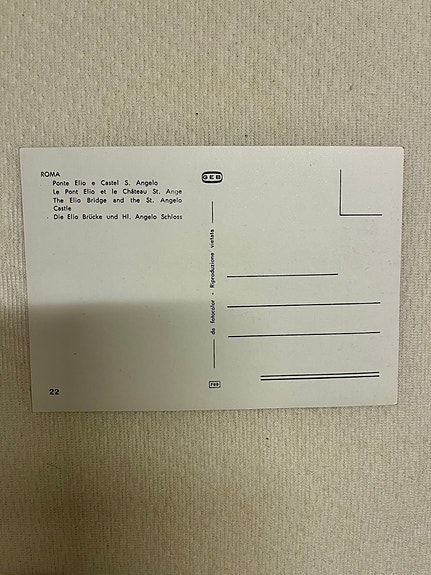 ROMA
Ponte Elio e Castel S. Angelo
Le Pont Elio et le Château St. Ange
The Elio Bridge and the St. Angelo
Castle
- Die Elio Brücke und Hl. Angelo Schloss
GEB
da fotocolor - Riproduzione vietata
22